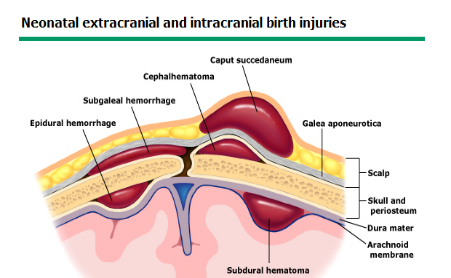 Neonatal extracranial and intracranial birth injuries
Caput succedaneum
Cephalhematoma
Subgaleal hemorrhage
Epidural hemorrhage
Galea aponeurotica
Scalp
Skull and
periosteum
Dura mater
Arachnoid
membrane
Subdural hematoma